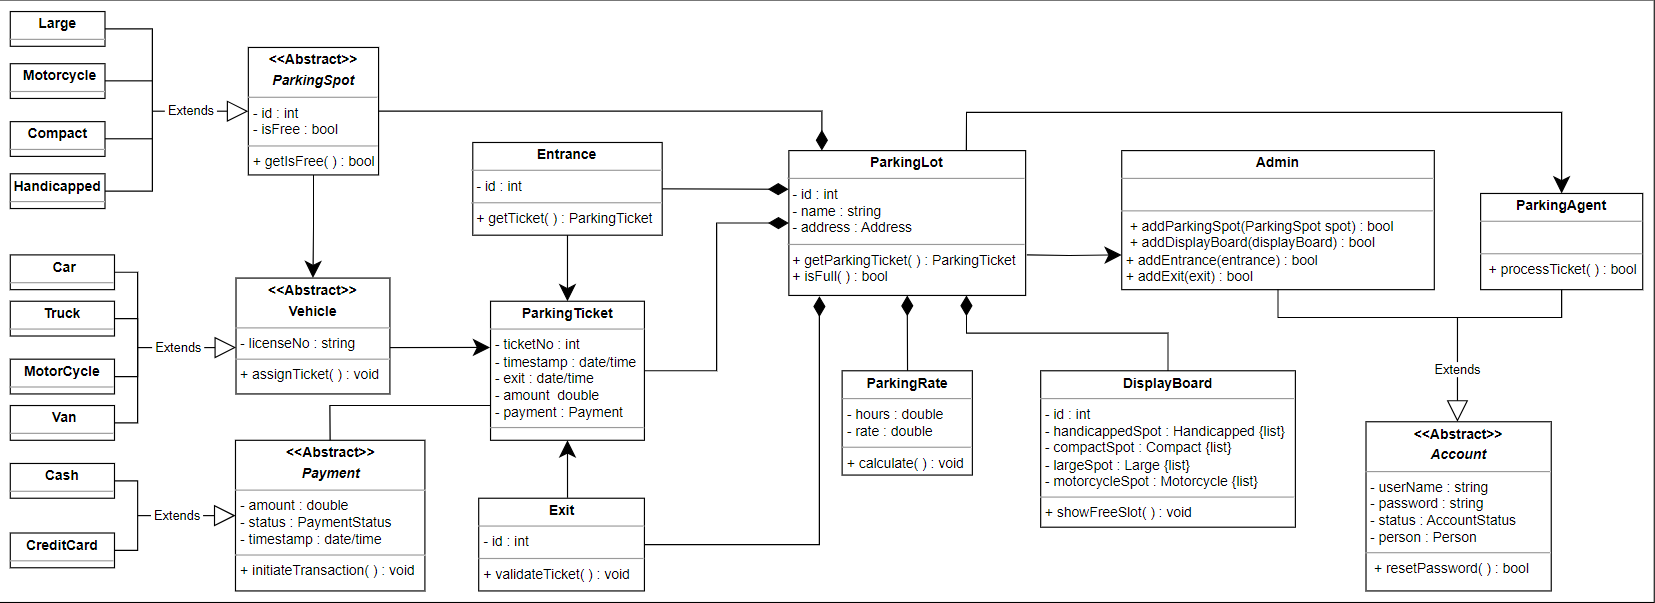 Large
Motorcycle
Compact
Handicapped
Extends
<<Abstract>>
ParkingSpot
- id : int
- isFree : bool
+ getIsFree( ) : bool
Car
Truck
MotorCycle
Van
Extends
<<Abstract>>
Vehicle
- licenseNo : string
+ assignTicket( ) : void
Cash
CreditCard
Extends
<<Abstract>>
Payment
- amount : double
- status : PaymentStatus
- timestamp : date/time
+ initiateTransaction( ) : void
Entrance
- id : int
+ getTicket( ) : ParkingTicket
ParkingTicket
- ticketNo : int
- timestamp : date/time
- exit : date/time
- amount  double
- payment : Payment
Exit
- id : int
+ validateTicket( ) : void
ParkingLot
- id : int
- name : string
- address : Address
+ getParkingTicket( ) : ParkingTicket
+ isFull( ) : bool
ParkingRate
- hours : double
- rate : double
+ calculate( ) : void
DisplayBoard
- id : int
- handicappedSpot : Handicapped {list}
- compactSpot : Compact {list}
- largeSpot : Large {list}
- motorcycleSpot : Motorcycle {list}
+ showFreeSlot( ) : void
Admin
+ addParkingSpot(ParkingSpot spot) : bool
+ addDisplayBoard(displayBoard) : bool
+ addEntrance(entrance) : bool
+ addExit(exit) : bool
ParkingAgent
+ processTicket( ) : bool
Extends
<<Abstract>>
Account
- userName : string
- password : string
- status : AccountStatus
- person : Person
+ resetPassword( ) : bool